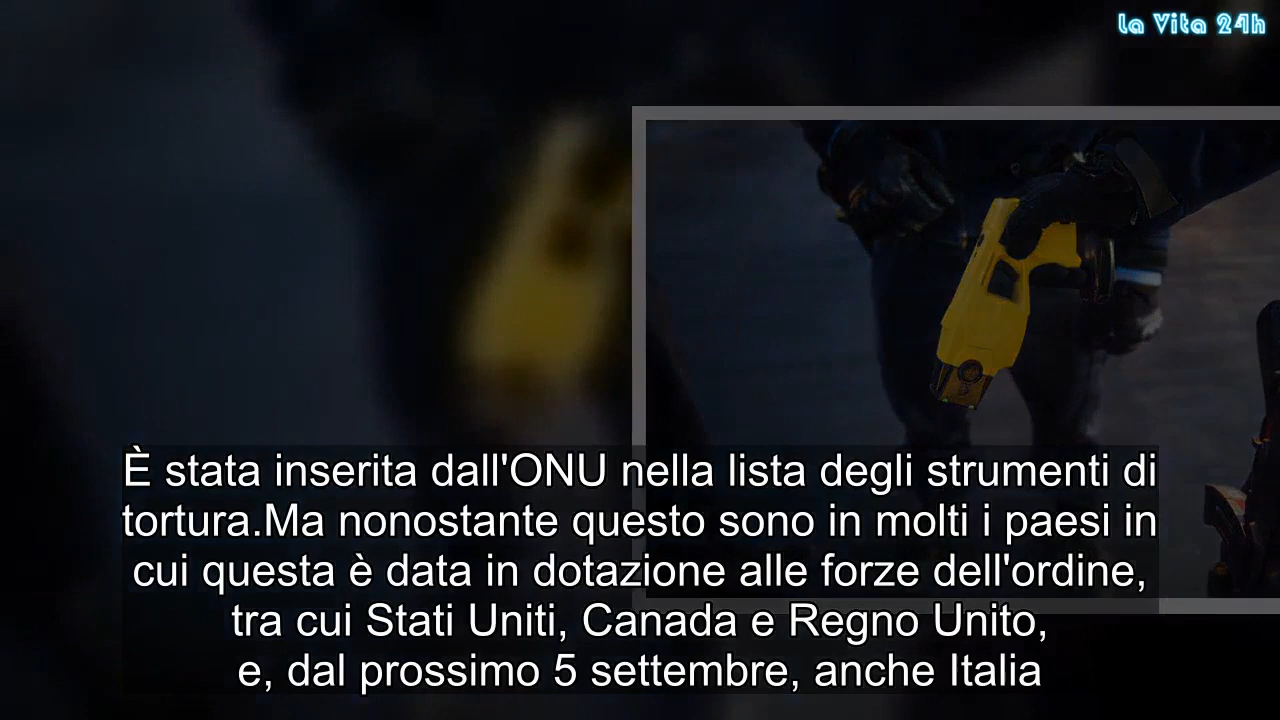 La Vita 24h
È stata inserita dall'ONU nella lista degli strumenti di
tortura.Ma nonostante questo sono in molti i paesi in
cui questa è data in dotazione alle forze dell'ordine,
tra cui Stati Uniti, Canada e Regno Unito,
e, dal prossimo 5 settembre, anche Italia